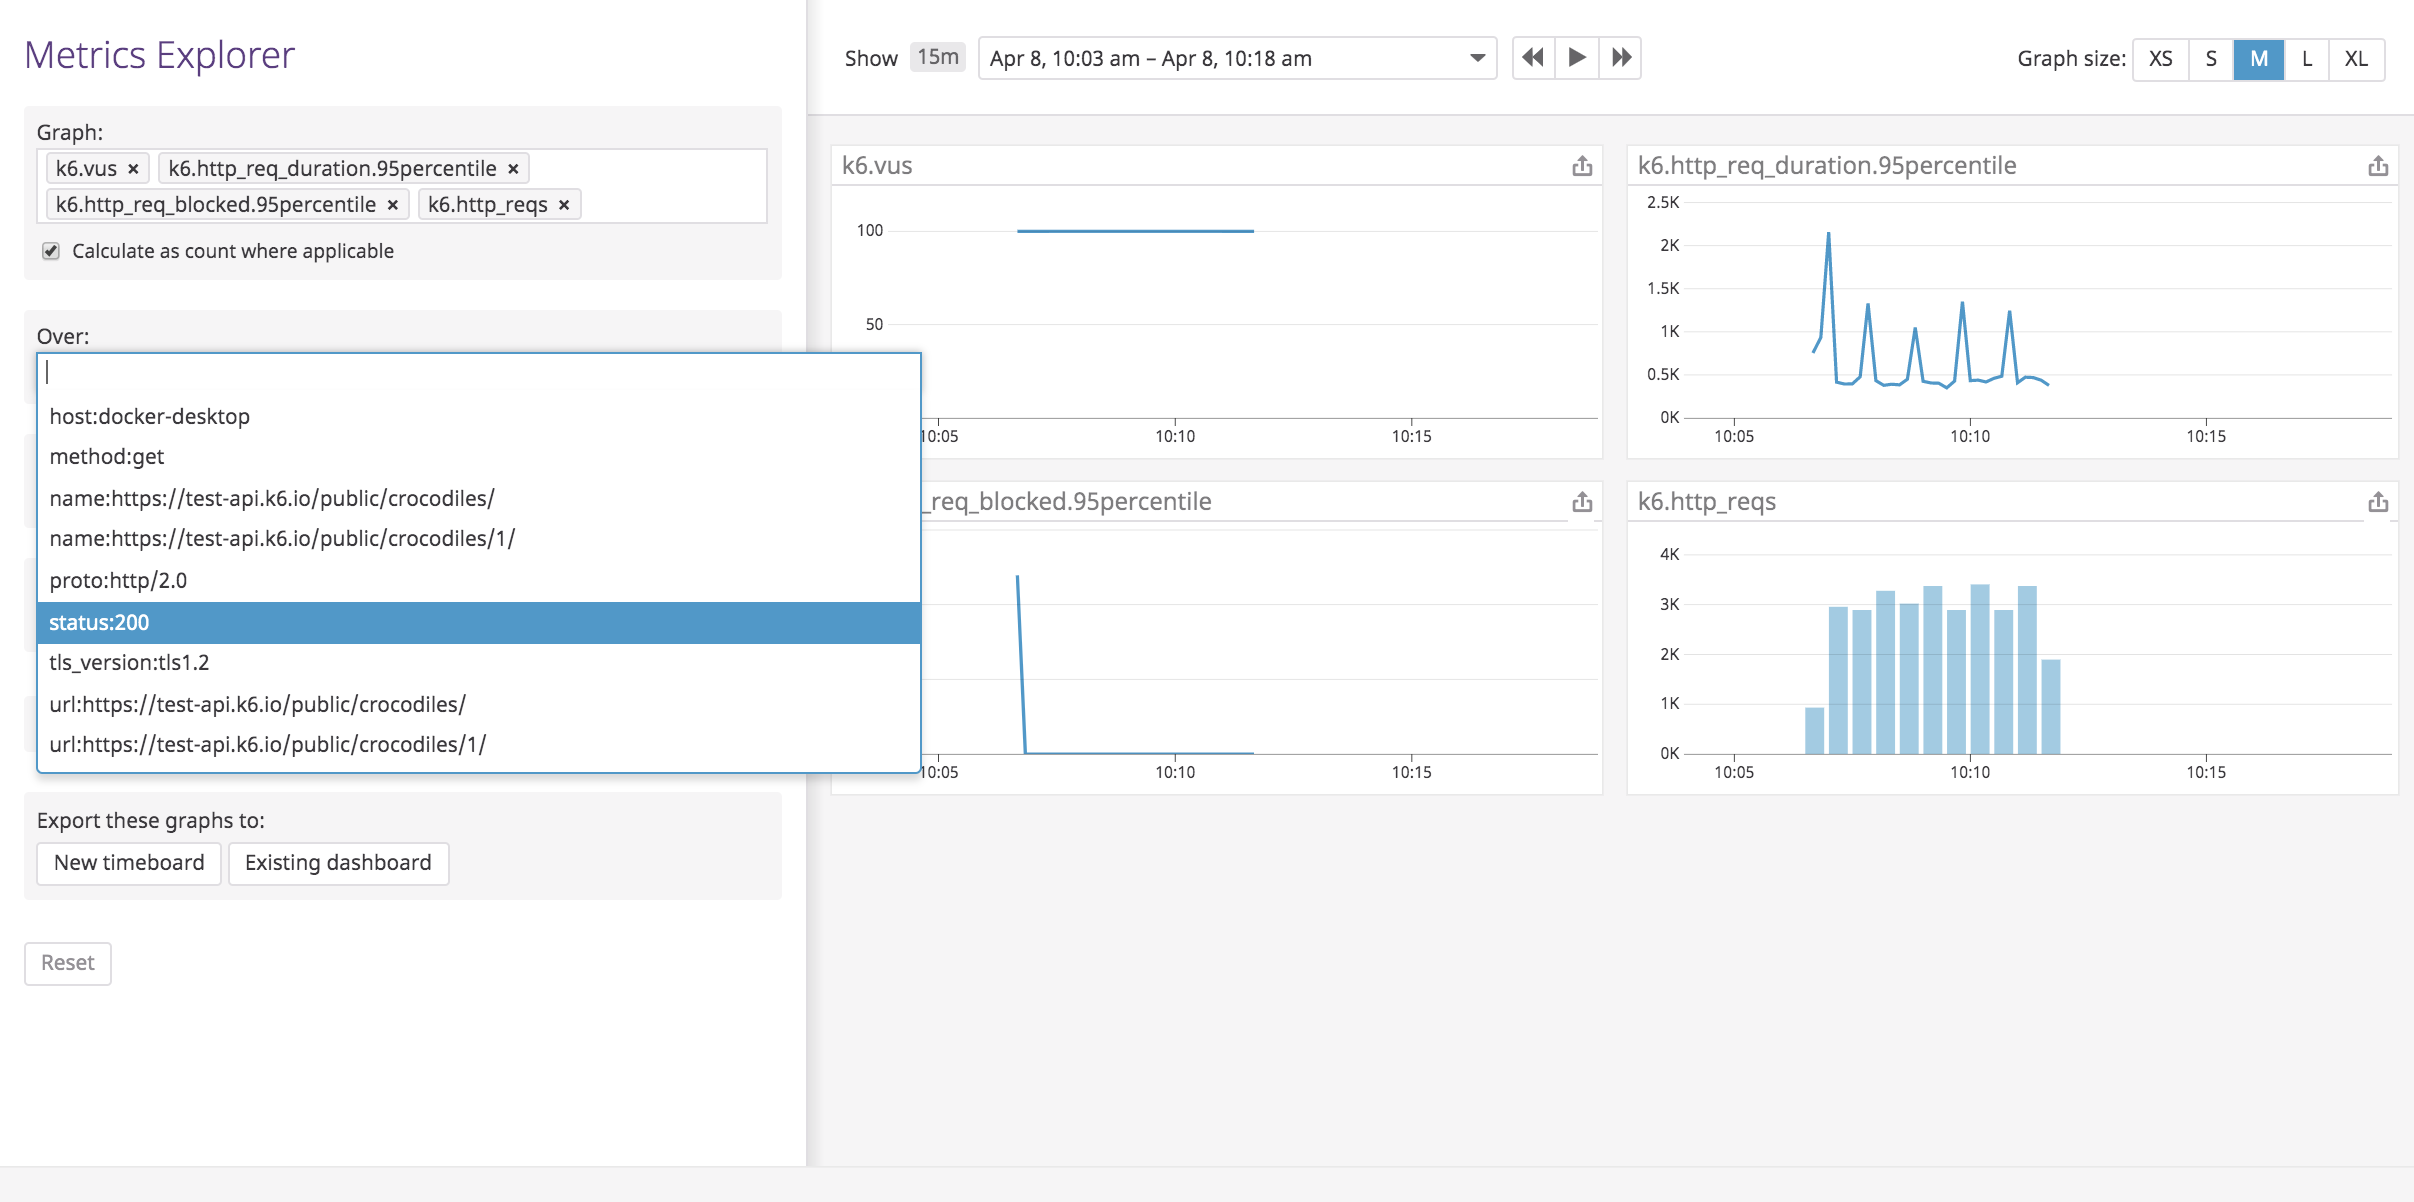 Metrics Explorer
Graph:
k6.vus × k6.http_req_duration.95percentile ×
k6.http_req_blocked.95percentile × k6.http_reqs ×
Calculate as count where applicable
Over:
host:docker-desktop
method:get
name:https://test-api.k6.io/public/crocodiles/
name:https://test-api.k6.io/public/crocodiles/1/
proto:http/2.0
status:200
tls_version:tls1.2
url:https://test-api.k6.io/public/crocodiles/
url:https://test-api.k6.io/public/crocodiles/1/
Export these graphs to:
New timeboard Existing dashboard
Reset
Show 15m Apr 8, 10:03 am – Apr 8, 10:18 am
Graph size: XS S M L XL
k6.vus
100
50
10:05 10:10 10:15
k6.http_req_duration.95percentile
2.5K
2K
1.5K
1K
0.5K
0K
10:05 10:10 10:15
_req_blocked.95percentile
10:05 10:10 10:15
k6.http_reqs
4K
3K
2K
1K
0K
10:05 10:10 10:15